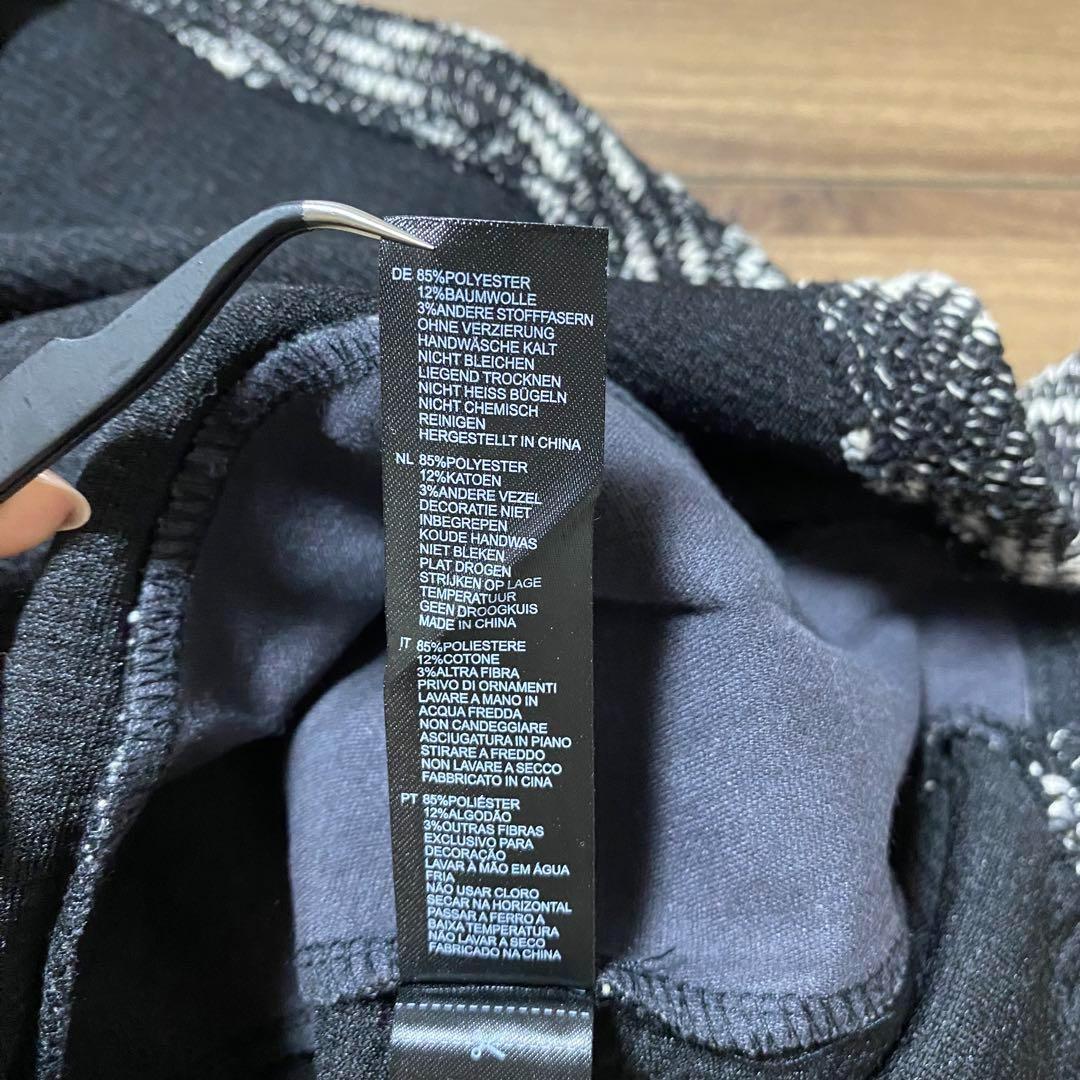 DE 85%POLYESTER
12%BAUMWOLLE
3%ANDERE STOFFFASERN
OHNE VERZIERUNG
HANDWÄSCHE KALT
NICHT BLEICHEN
LIEGEND TROCKNEN
NICHT HEISS BÜGELN
NICHT CHEMISCH
REINIGEN
HERGESTELLT IN CHINA
NL 85%POLYESTER
12%KATOEN
3%ANDERE VEZEL
DECORATIE NIET
INBEGREPEN
KOUDE HANDWAS
NIET BLEKEN
PLAT DROGEN
STRIJKEN OP LAGE
TEMPERATUUR
GEEN DROOGKUIS
MADE IN CHINA
IT 85%POLIESTERE
12%COTONE
3%ALTRA FIBRA
PRIVO DI ORNAMENTI
LAVARE A MANO IN
ACQUA FREDDA
NON CANDEGGIARE
ASCIUGATURA IN PIANO
STIRARE A FREDDO
NON LAVARE A SECCO
FABBRICATO IN CINA
PT 85%POLIÉSTER
12%ALGODÃO
3%OUTRAS FIBRAS
EXCLUSIVO PARA
DECORAÇÃO
LAVAR À MÃO EM ÁGUA
FRIA
NÃO USAR CLORO
SECAR NA HORIZONTAL
PASSAR A FERRO A
BAIXA TEMPERATURA
NÃO LAVAR A SECO
FABRICADO NA CHINA